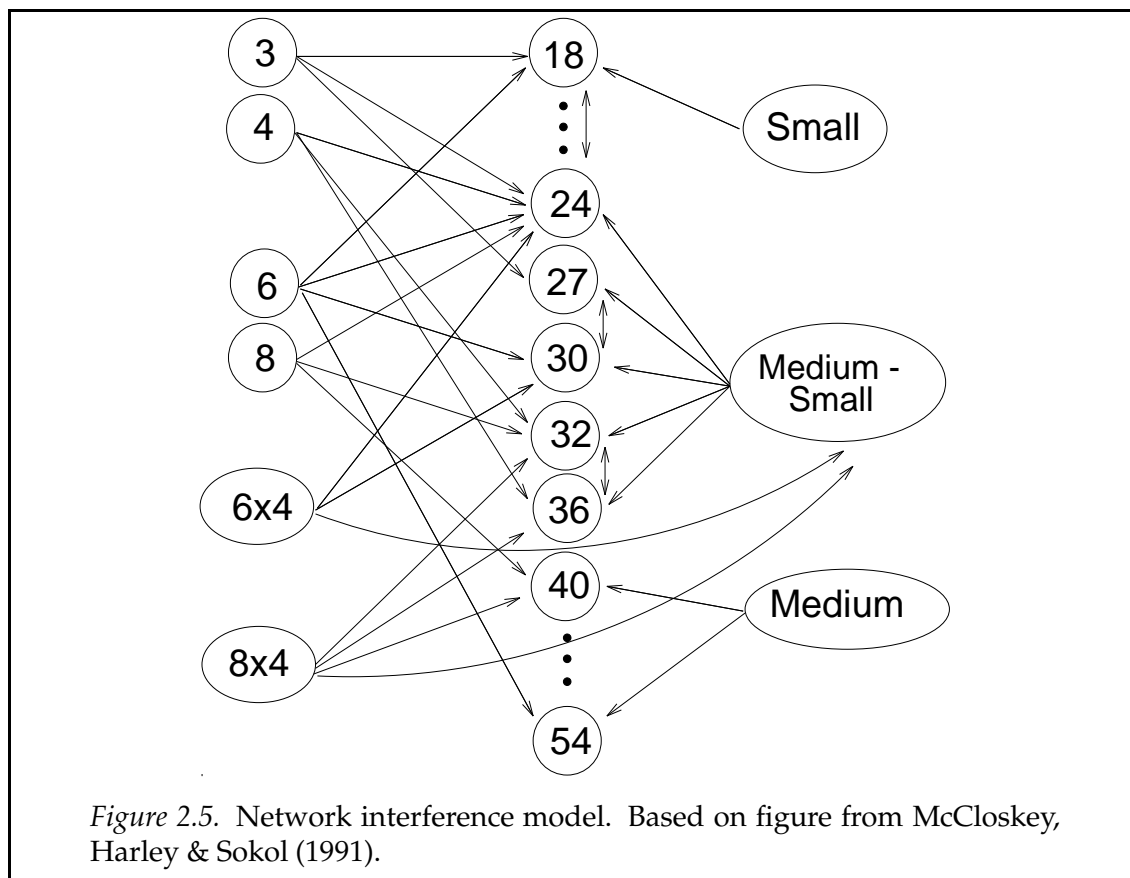 3
4
6
8
6x4
8x4
18
24
27
30
32
36
40
54
Small
Medium -
Small
Medium
Figure 2.5. Network interference model. Based on figure from McCloskey,
Harley & Sokol (1991).